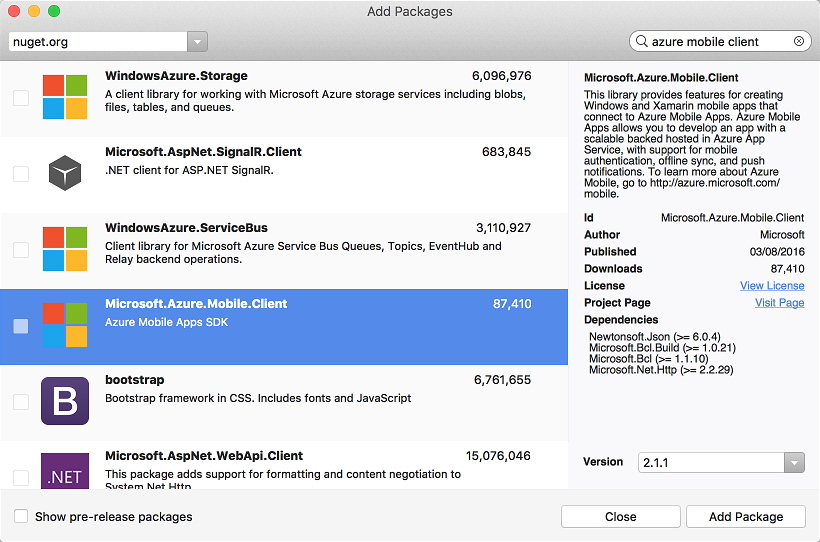 Add Packages
nuget.org
azure mobile client
WindowsAzure.Storage 6,096,976
A client library for working with Microsoft Azure storage services including blobs,
files, tables, and queues.
Microsoft.AspNet.SignalR.Client 683,845
.NET client for ASP.NET SignalR.
WindowsAzure.ServiceBus 3,110,927
Client library for Microsoft Azure Service Bus Queues, Topics, EventHub and
Relay backend operations.
Microsoft.Azure.Mobile.Client 87,410
Azure Mobile Apps SDK
B
bootstrap 6,761,655
Bootstrap framework in CSS. Includes fonts and JavaScript
.NET
Microsoft.AspNet.WebApi.Client 15,076,046
This package adds support for formatting and content negotiation to
System.Net.Http.
Microsoft.Azure.Mobile.Client
This library provides features for creating
Windows and Xamarin mobile apps that
connect to Azure Mobile Apps. Azure Mobile
Apps allows you to develop an app with a
scalable backed hosted in Azure App
Service, with support for mobile
authentication, offline sync, and push
notifications. To learn more about Azure
Mobile, go to http://azure.microsoft.com/
mobile.
Id Microsoft.Azure.Mobile.Client
Author Microsoft
Published 03/08/2016
Downloads 87,410
License View License
Project Page Visit Page
Dependencies
Newtonsoft.Json (>= 6.0.4)
Microsoft.Bcl.Build (>= 1.0.21)
Microsoft.Bcl (>= 1.1.10)
Microsoft.Net.Http (>= 2.2.29)
Version 2.1.1
Show pre-release packages
Close
Add Package